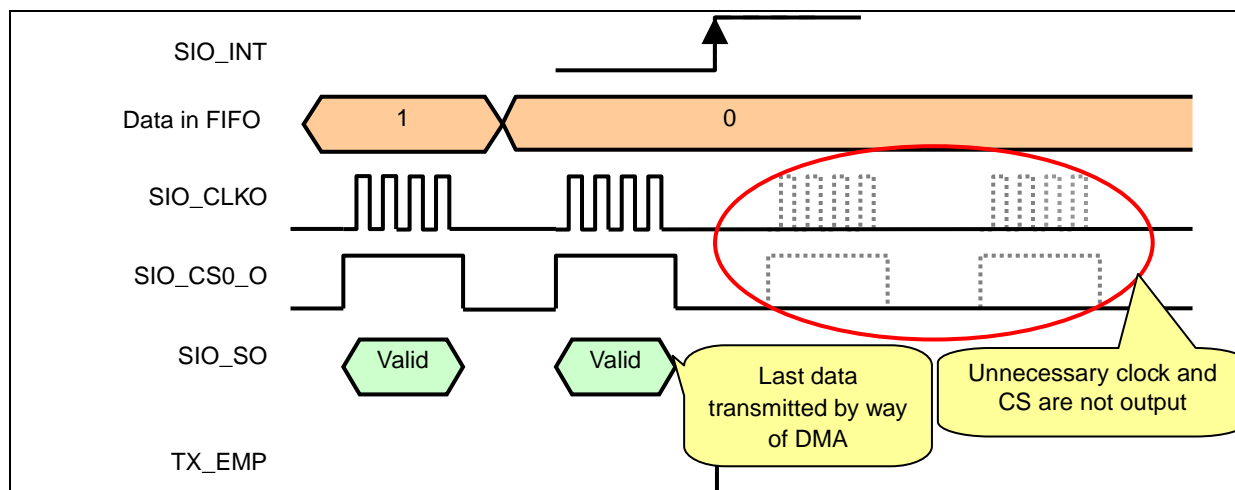 SIO_INT
Data in FIFO
1
0
SIO_CLKO
SIO_CS0_O
SIO_SO
Valid
Valid
Last data
transmitted by way
of DMA
Unnecessary clock and
CS are not output
TX_EMP